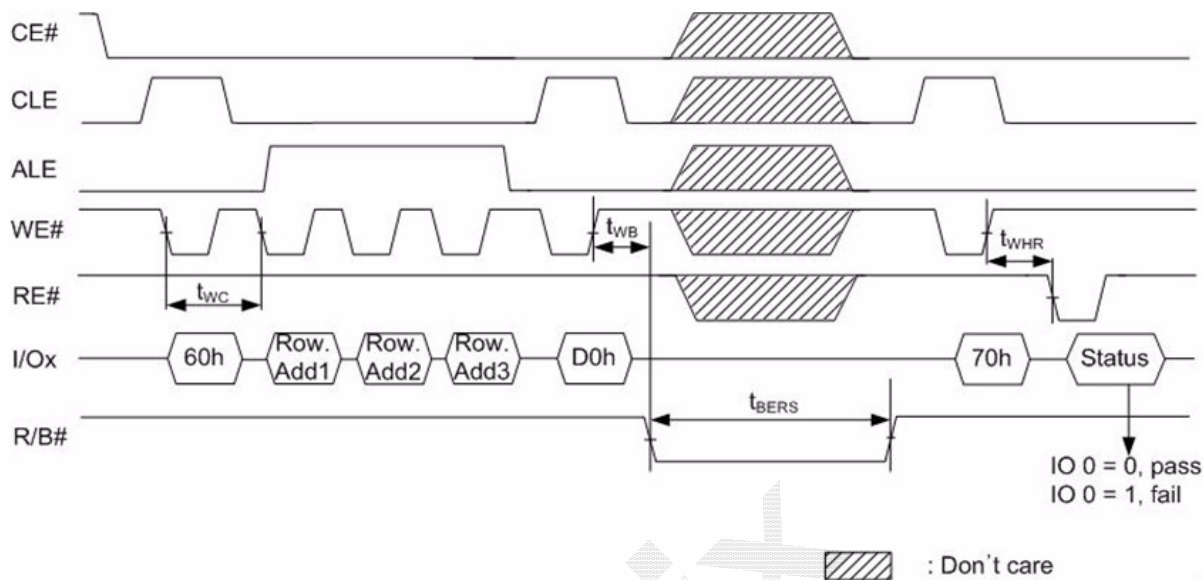 CE#
CLE
ALE
WE#
tWB
tWHR
RE#
tWC
I/Ox
60h
Row. Add1
Row. Add2
Row. Add3
D0h
70h
Status
R/B#
tBERS
IO 0 = 0, pass
IO 0 = 1, fail
: Don`t care